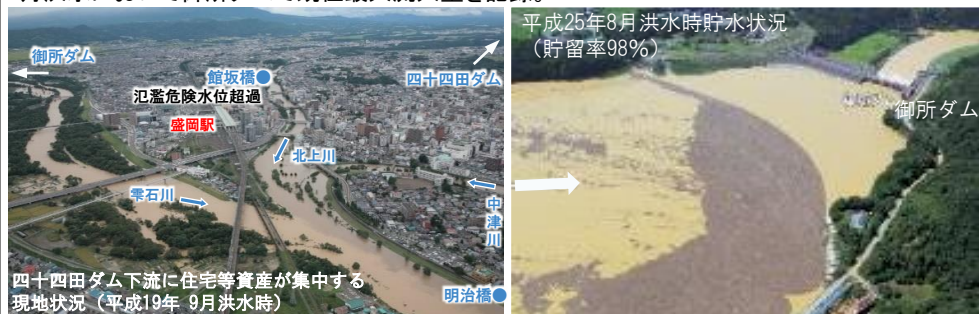 御所ダム
館坂橋
氾濫危険水位超過
四十四田ダム
盛岡駅
北上川
雫石川
中津川
四十四田ダム下流に住宅等資産が集中する
現地状況（平成19年 9月洪水時）
明治橋
平成25年8月洪水時貯水状況
（貯留率98%）
御所ダム